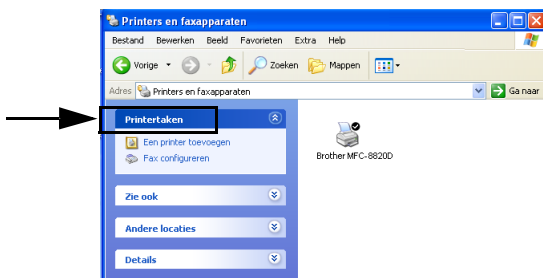 Printers en faxapparaten
Bestand Bewerken Beeld Favorieten Extra Help
Vorige Zoeken Mappen
Adres Printers en faxapparaten Ga naar
Printertaken
Een printer toevoegen
Fax configureren
Brother MFC-8820D
Zie ook
Andere locaties
Details